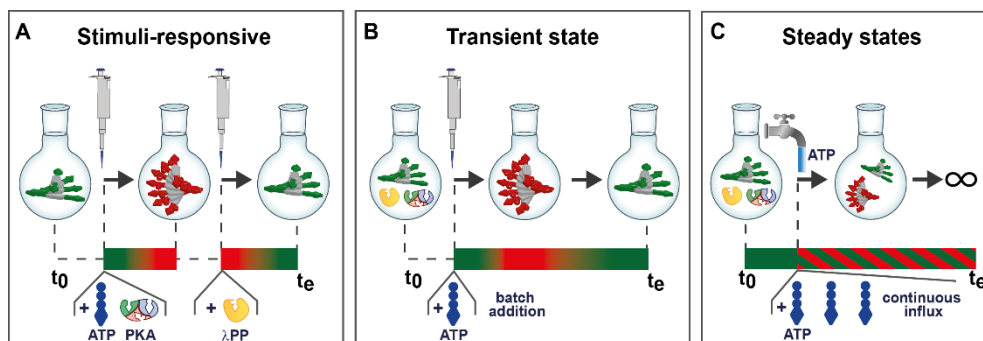 A
Stimuli-responsive
t0
te
+
ATP
PKA
+
λPP
B
Transient state
t0
te
+
ATP
batch
addition
C
Steady states
ATP
∞
t0
te
+
ATP
continuous
influx